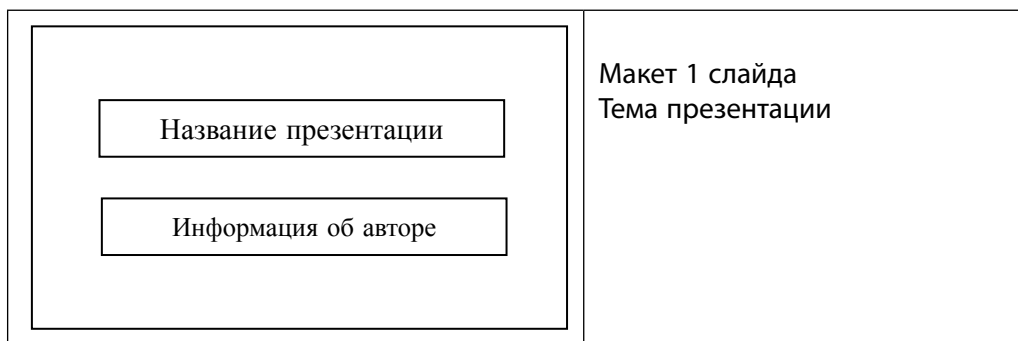 Название презентации
Информация об авторе
Макет 1 слайда
Тема презентации